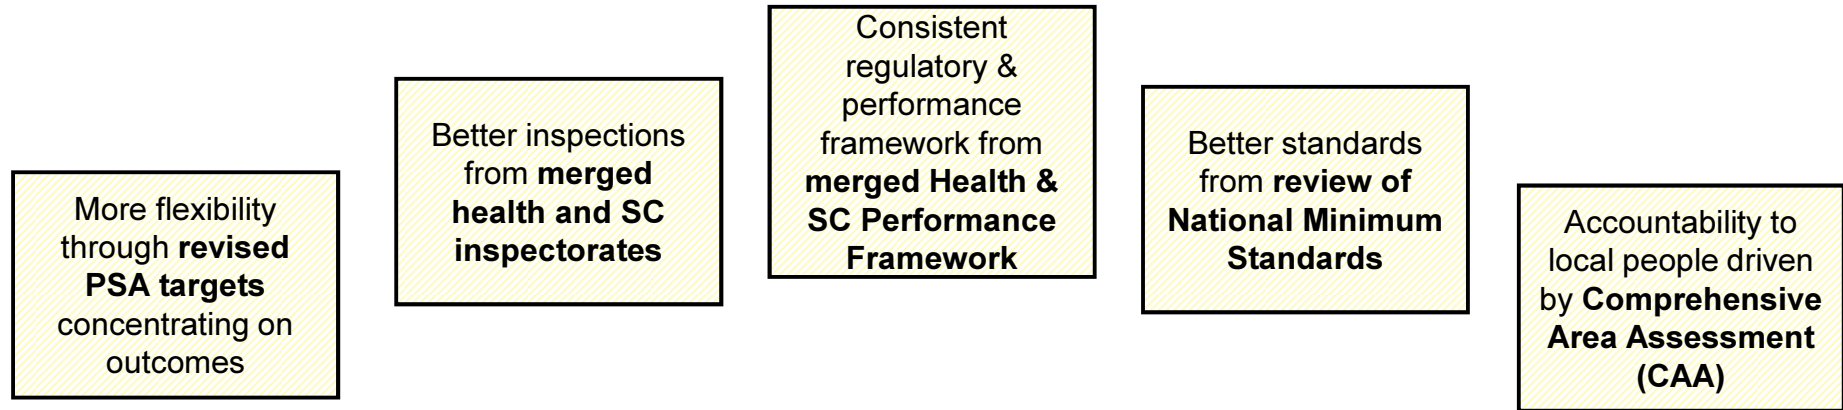 More flexibility
through revised
PSA targets
concentrating on
outcomes
Better inspections
from merged
health and SC
inspectorates
Consistent
regulatory &
performance
framework from
merged Health &
SC Performance
Framework
Better standards
from review of
National Minimum
Standards
Accountability to
local people driven
by Comprehensive
Area Assessment
(CAA)